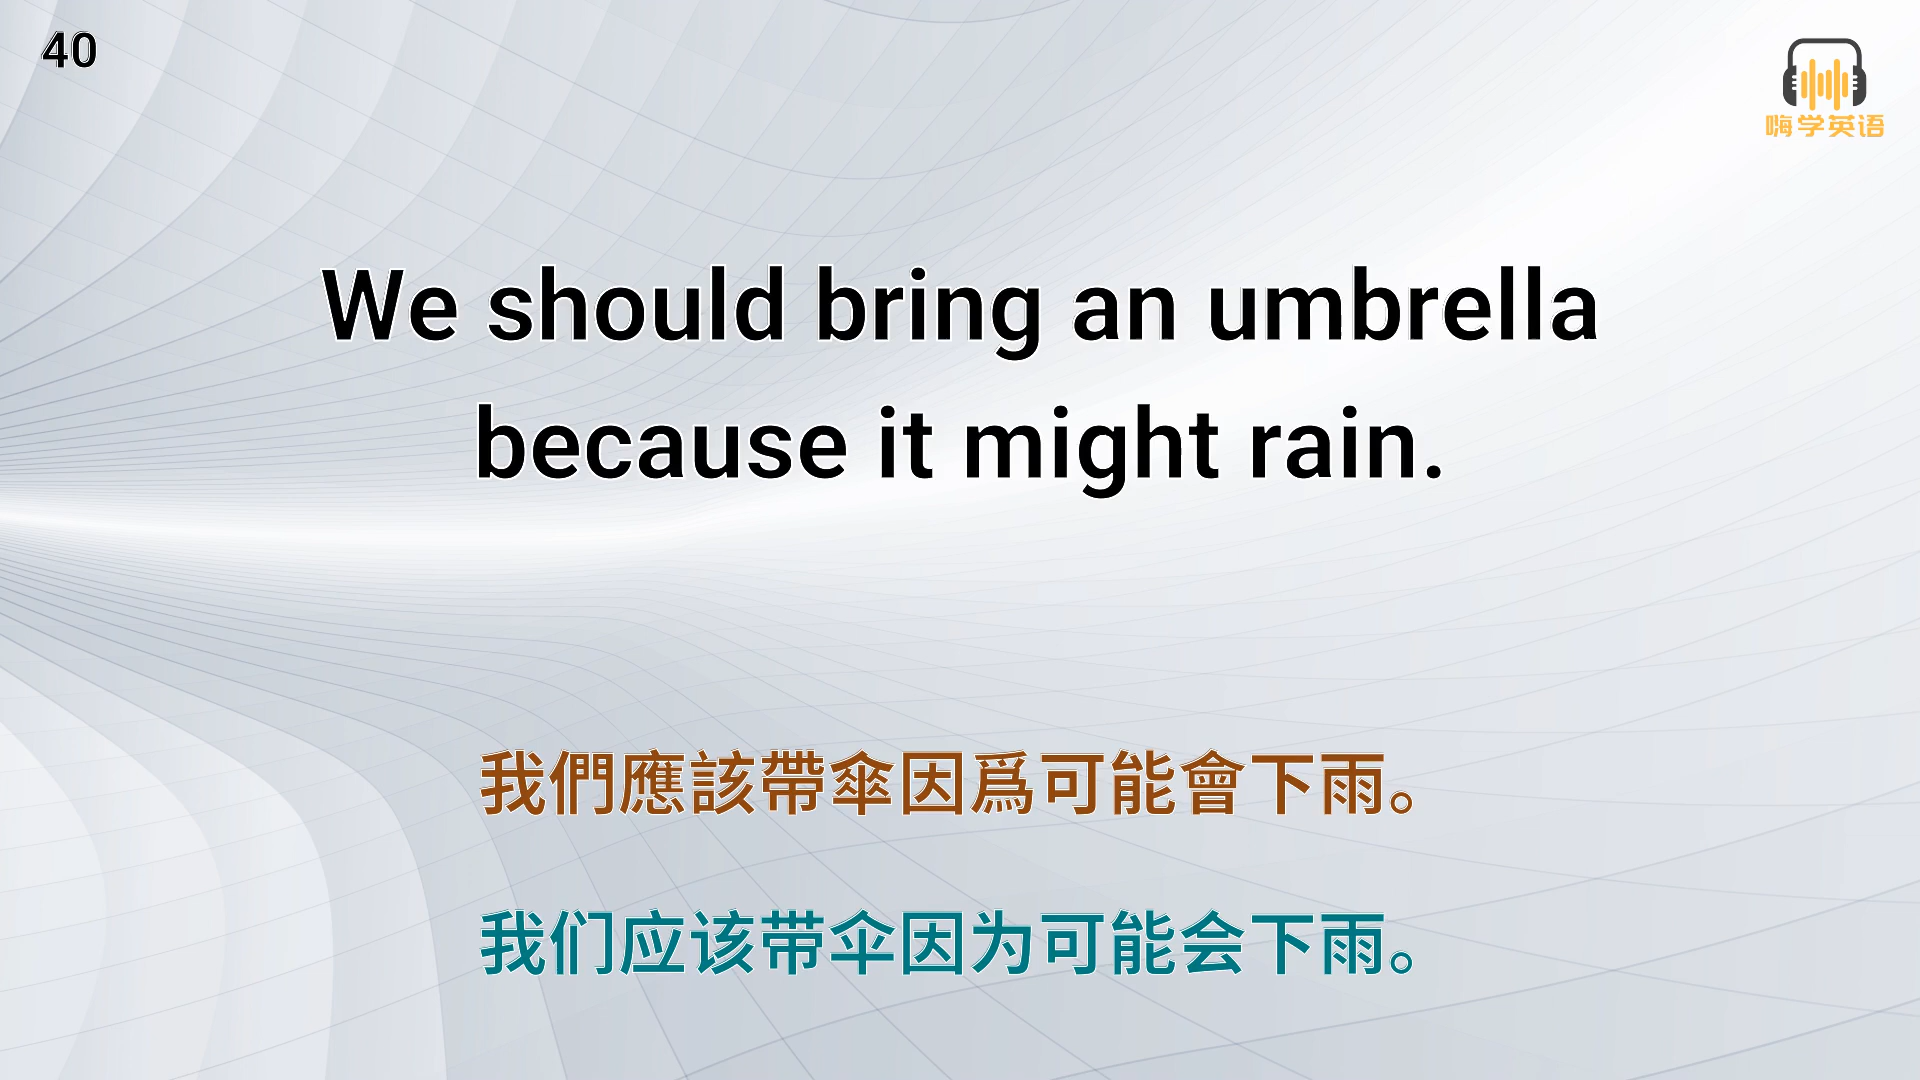 40
嗨学英语
We should bring an umbrella
because it might rain.
我們應該帶傘因爲可能會下雨。
我们应该带伞因为可能会下雨。